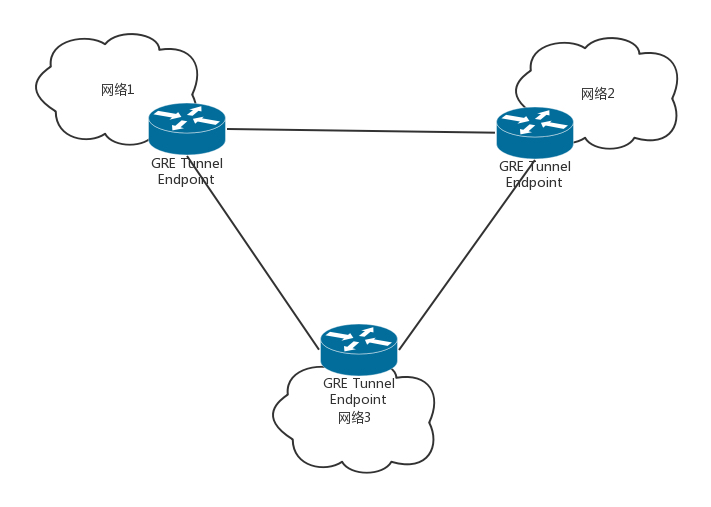 网络1
网络2
GRE Tunnel
Endpoint
GRE Tunnel
Endpoint
GRE Tunnel
Endpoint
网络3